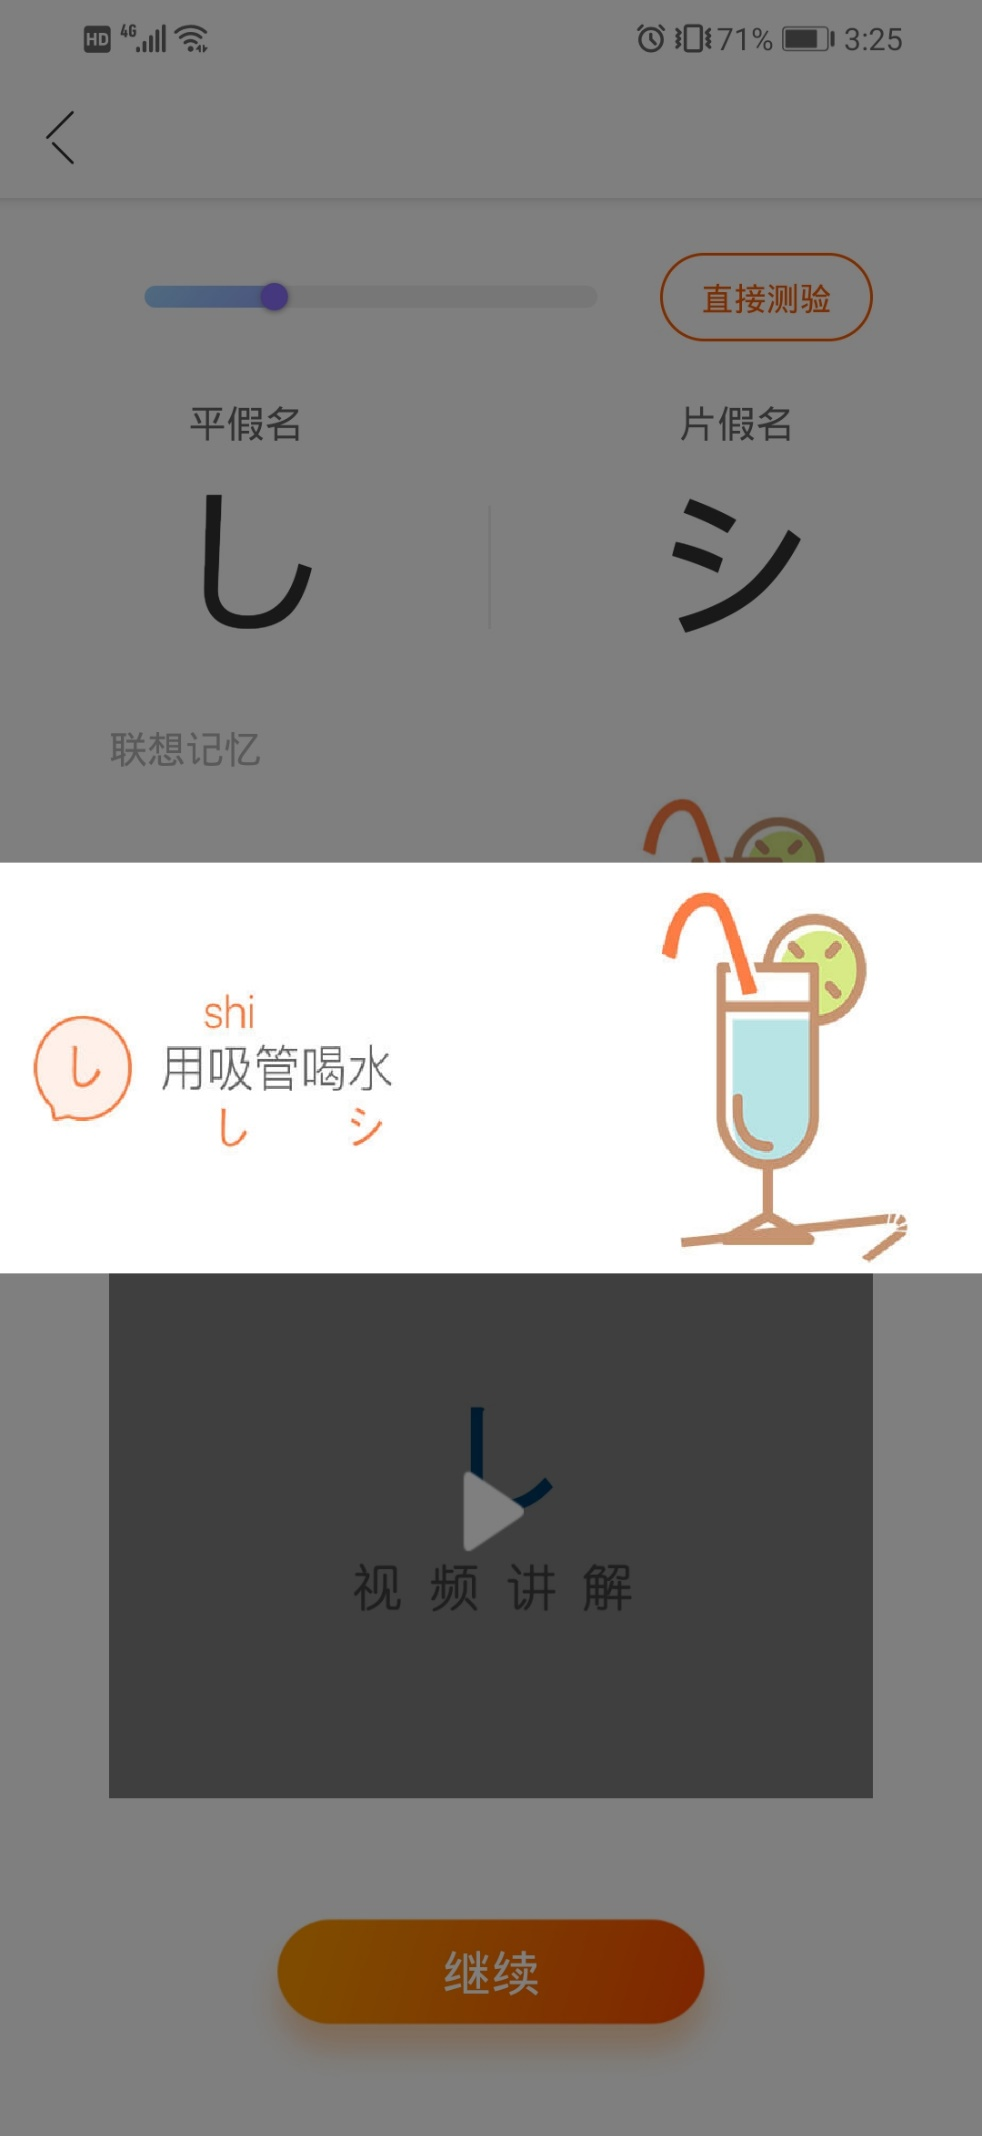 HD 4G 71% 3:25
直接测验
平假名 片假名
し シ
联想记忆
shi
し 用吸管喝水
し シ
し
视频讲解
继续